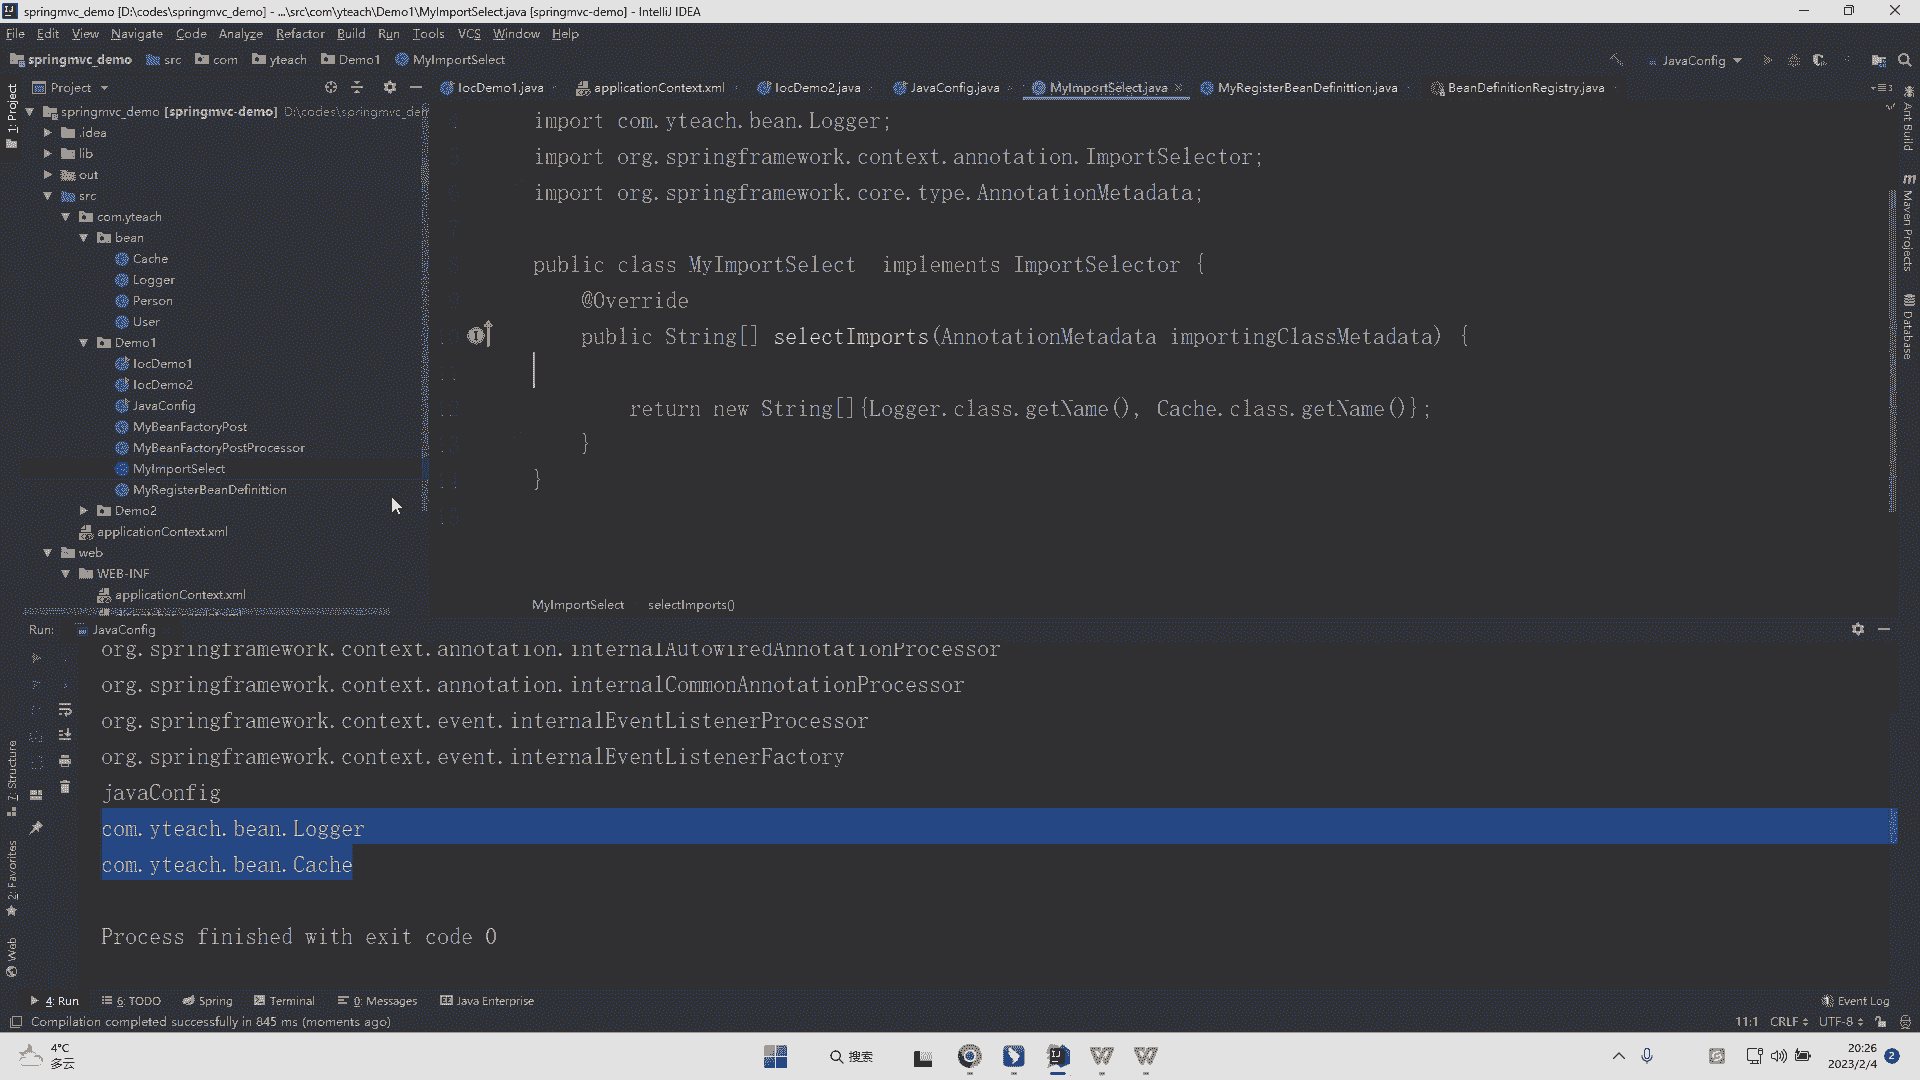 springmvc_demo [D:\codes\springmvc_demo] - ...\src\com\yteach\Demo1\MyImportSelect.java [springmvc-demo] - IntelliJ IDEA
File Edit View Navigate Code Analyze Refactor Build Run Tools VCS Window Help
springmvc_demo src com yteach Demo1 MyImportSelect JavaConfig
Project IocDemo1.java applicationContext.xml IocDemo2.java JavaConfig.java MyImportSelect.java MyRegisterBeanDefinittion.java BeanDefinitionRegistry.java
1: Project
springmvc_demo [springmvc-demo] D:\codes\springmvc_de
.idea
lib
out
src
com.yteach
bean
Cache
Logger
Person
User
Demo1
IocDemo1
IocDemo2
JavaConfig
MyBeanFactoryPost
MyBeanFactoryPostProcessor
MyImportSelect
MyRegisterBeanDefinittion
Demo2
applicationContext.xml
web
WEB-INF
applicationContext.xml
import com.yteach.bean.Logger;
import org.springframework.context.annotation.ImportSelector;
import org.springframework.core.type.AnnotationMetadata;
public class MyImportSelect implements ImportSelector {
@Override
public String[] selectImports(AnnotationMetadata importingClassMetadata) {
return new String[]{Logger.class.getName(), Cache.class.getName()};
}
}
MyImportSelect selectImports()
Ant Build
Maven Projects
Database
Run: JavaConfig
org.springframework.context.annotation.internalAutowiredAnnotationProcessor
org.springframework.context.annotation.internalCommonAnnotationProcessor
org.springframework.context.event.internalEventListenerProcessor
org.springframework.context.event.internalEventListenerFactory
javaConfig
com.yteach.bean.Logger
com.yteach.bean.Cache
Process finished with exit code 0
7: Structure
2: Favorites
Web
4: Run 6: TODO Spring Terminal 0: Messages Java Enterprise Event Log
Compilation completed successfully in 845 ms (moments ago) 11:1 CRLF UTF-8
4°C
多云
搜索
20:26
2023/2/4
2